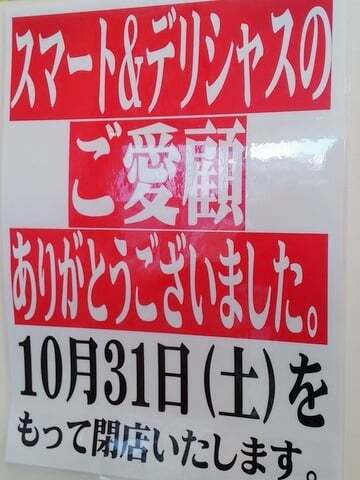 スマート&デリシャスの
ご愛顧
ありがとうございました。
10月31日(土)を
もって閉店いたします。